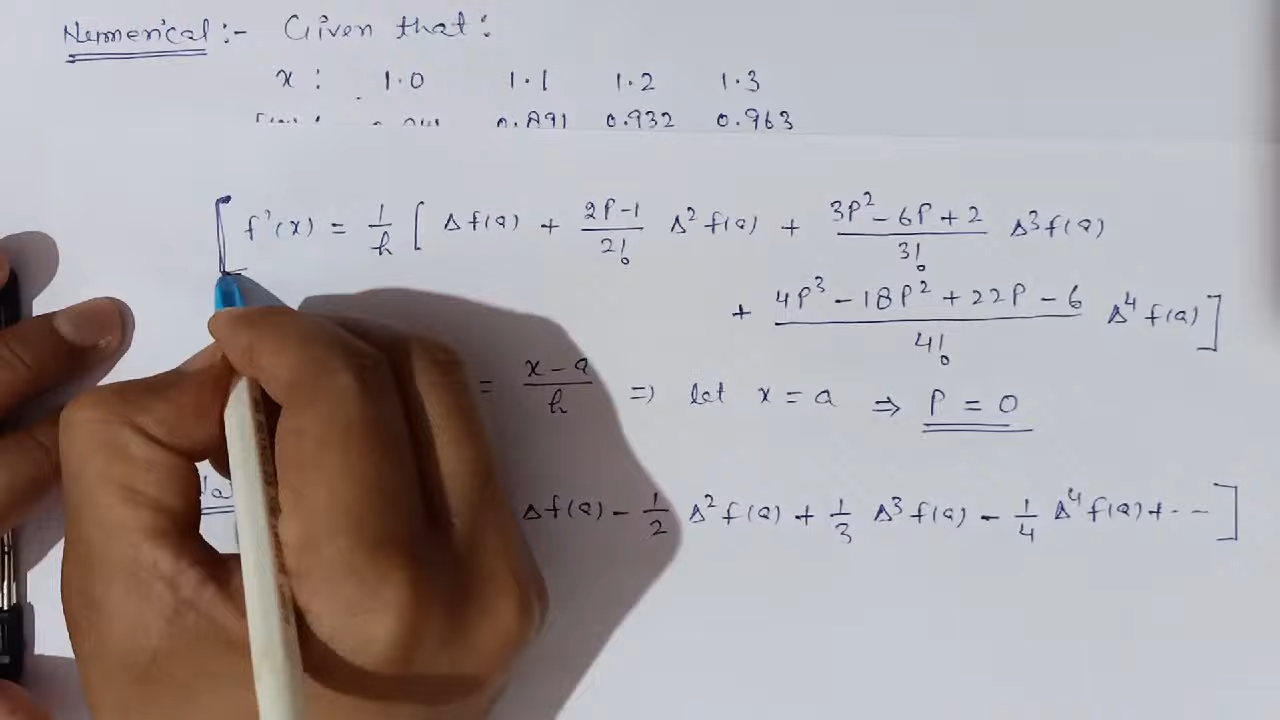 Numerical :- Given that :
x : 1.0 1.1 1.2 1.3
0.891 0.932 0.963
f'(x) = 1/h [ Δf(a) + (2P-1)/2! Δ²f(a) + (3P²-6P+2)/3! Δ³f(a)
+ (4P³-18P²+22P-6)/4! Δ⁴f(a) ]
= (x-a)/h => let x = a ⇒ P = 0
Δf(a) - 1/2 Δ²f(a) + 1/3 Δ³f(a) - 1/4 Δ⁴f(a) + -- ]